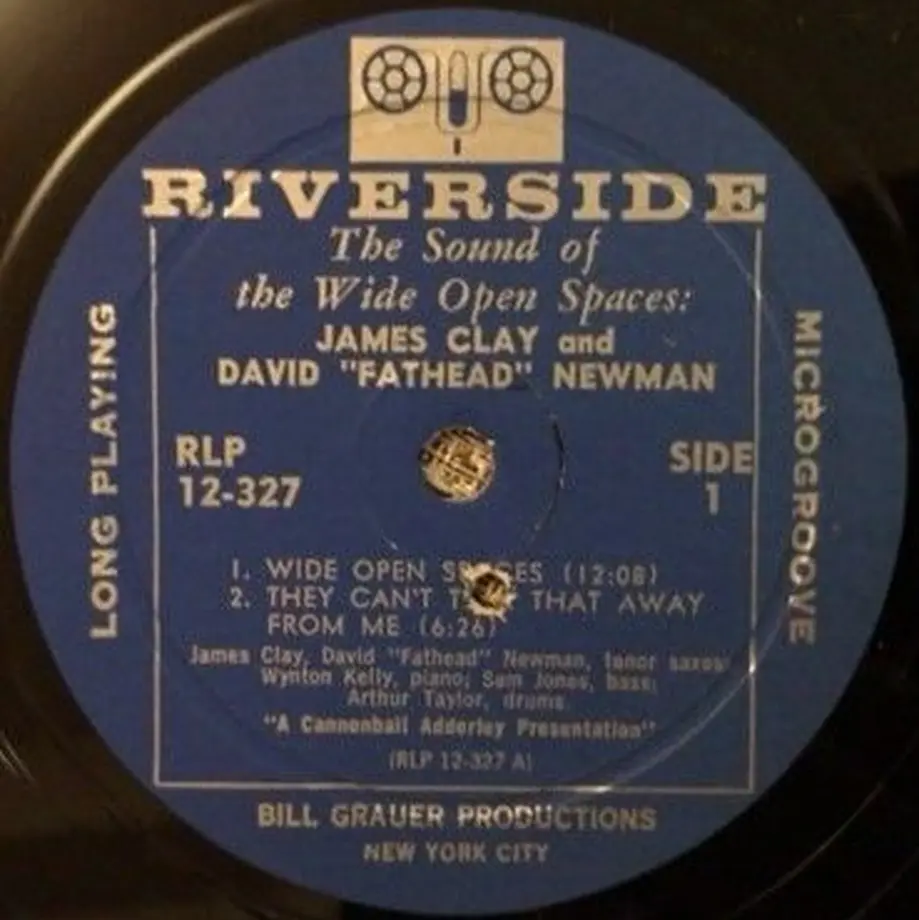 RIVERSIDE
The Sound of
the Wide Open Spaces:
JAMES CLAY and
DAVID "FATHEAD" NEWMAN
LONG PLAYING
MICROGROOVE
RLP
12-327
SIDE
1
1. WIDE OPEN SPACES (12:08)
2. THEY CAN'T THAT AWAY
FROM ME (6:26)
James Clay, David "Fathead" Newman, tenor saxes;
Wynton Kelly, piano; Sam Jones, bass;
Arthur Taylor, drums.
"A Cannonball Adderley Presentation"
(RLP 12-327 A)
BILL GRAUER PRODUCTIONS
NEW YORK CITY